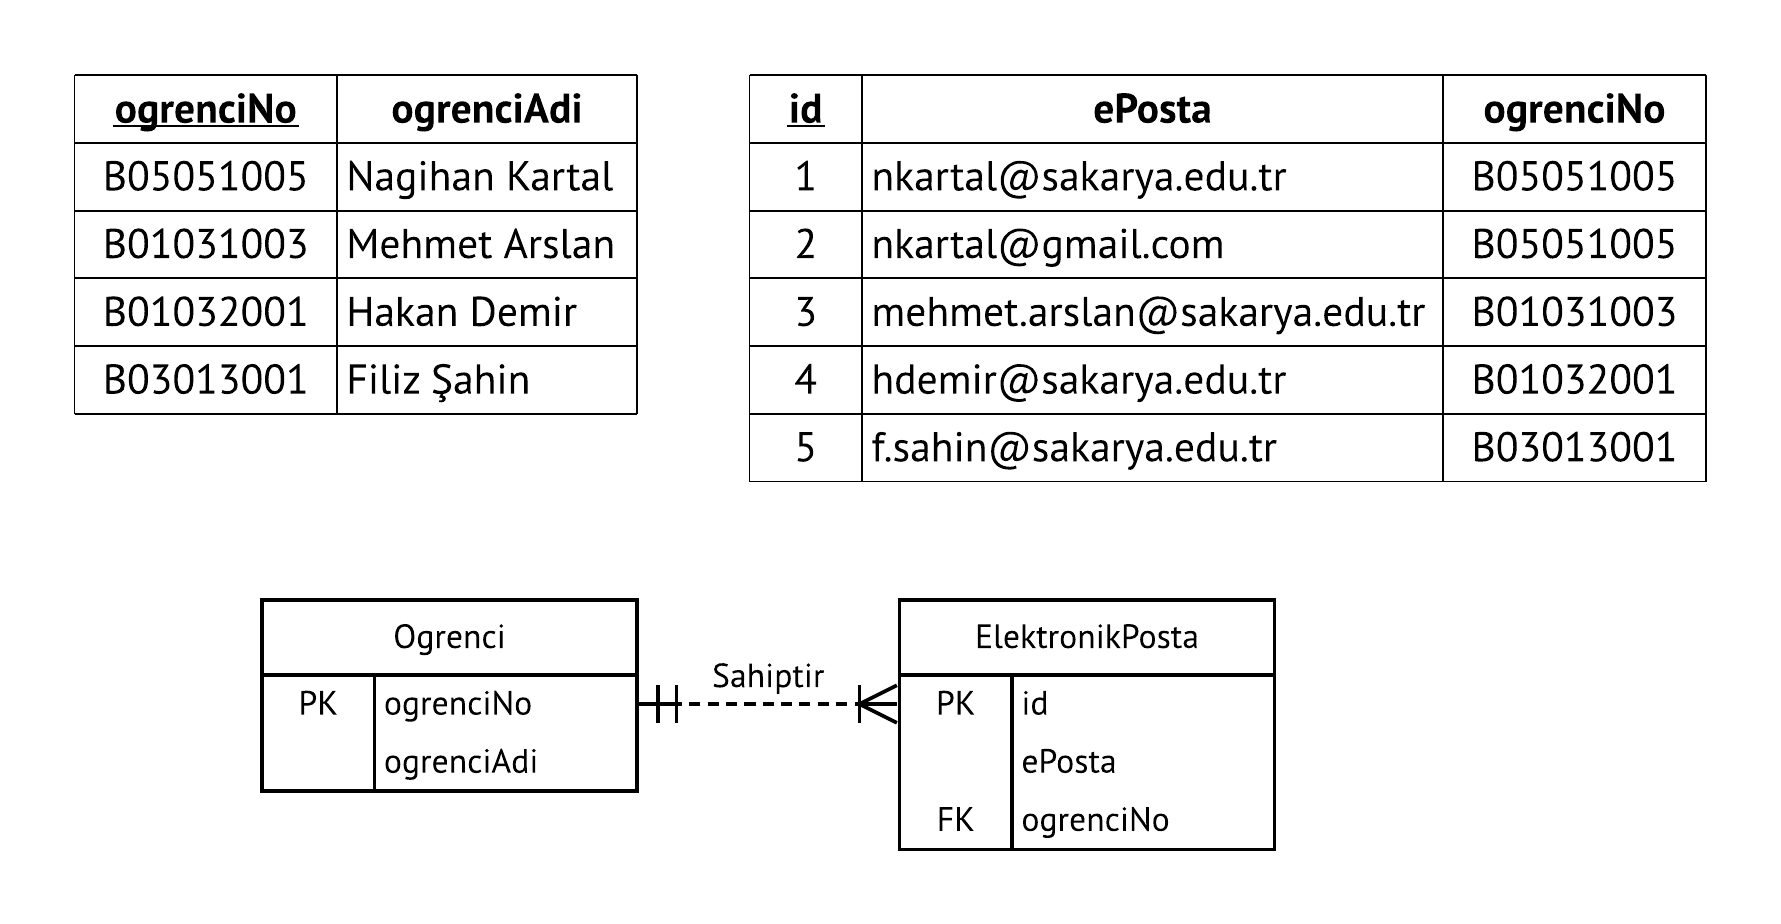 ogrenciNo ogrenciAdi
B05051005 Nagihan Kartal
B01031003 Mehmet Arslan
B01032001 Hakan Demir
B03013001 Filiz Şahin
id ePosta ogrenciNo
1 nkartal@sakarya.edu.tr B05051005
2 nkartal@gmail.com B05051005
3 mehmet.arslan@sakarya.edu.tr B01031003
4 hdemir@sakarya.edu.tr B01032001
5 f.sahin@sakarya.edu.tr B03013001
Ogrenci
PK ogrenciNo
ogrenciAdi
Sahiptir
ElektronikPosta
PK id
ePosta
FK ogrenciNo